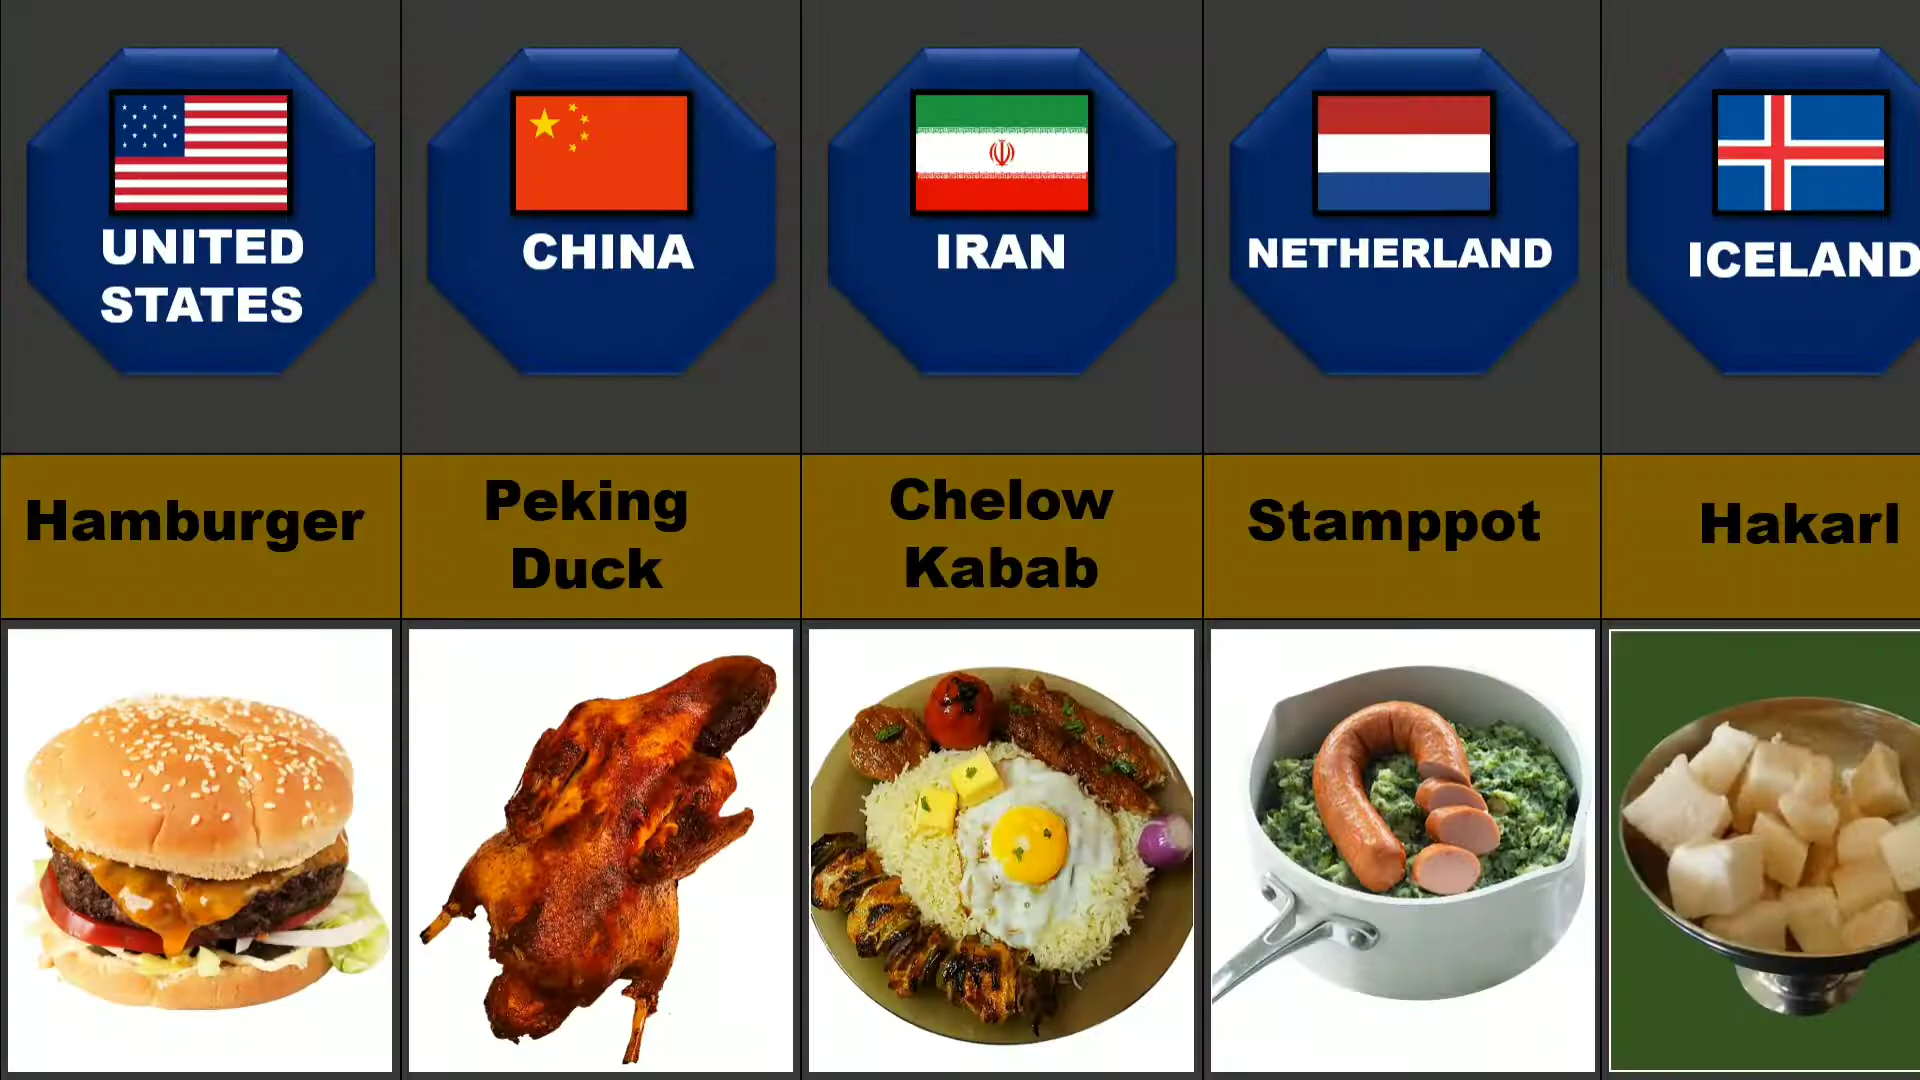 UNITED
STATES
CHINA
IRAN
NETHERLAND
ICELAND
Hamburger
Peking
Duck
Chelow
Kabab
Stamppot
Hakarl